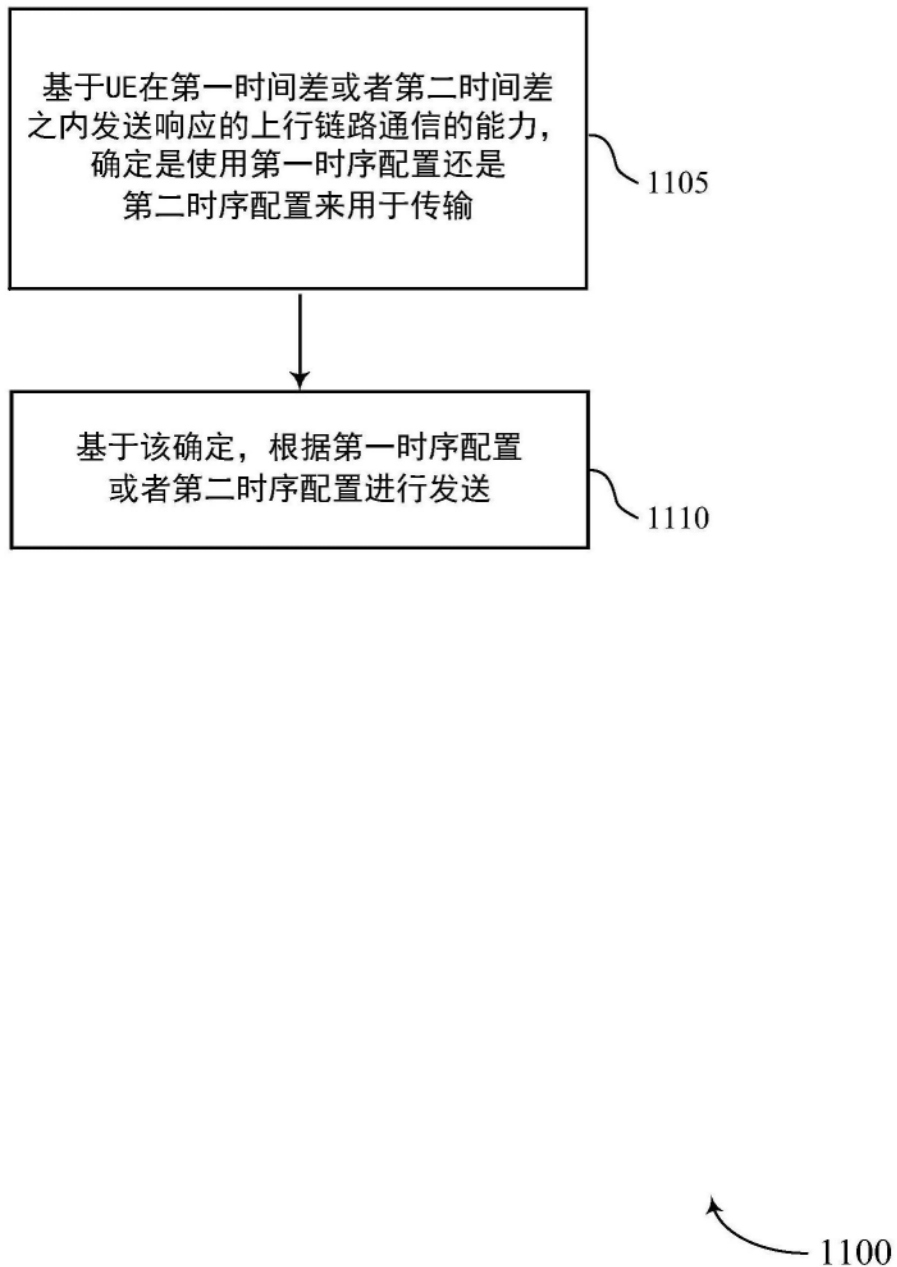 基于UE在第一时间差或者第二时间差
之内发送响应的上行链路通信的能力，
确定是使用第一时序配置还是
第二时序配置来用于传输
1105
基于该确定，根据第一时序配置
或者第二时序配置进行发送
1110
1100